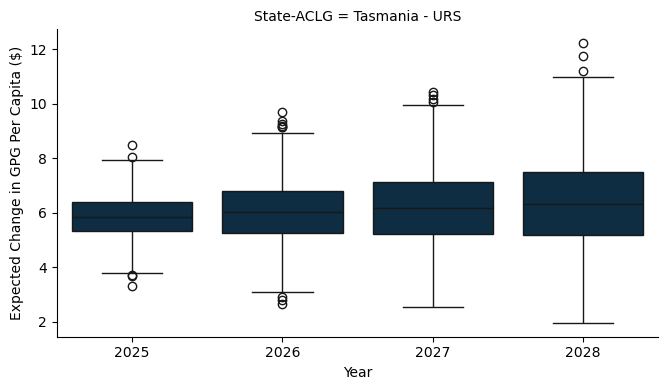 State-ACLG = Tasmania - URS
Expected Change in GPG Per Capita ($)
12
10
8
6
4
2
2025 2026 2027 2028
Year